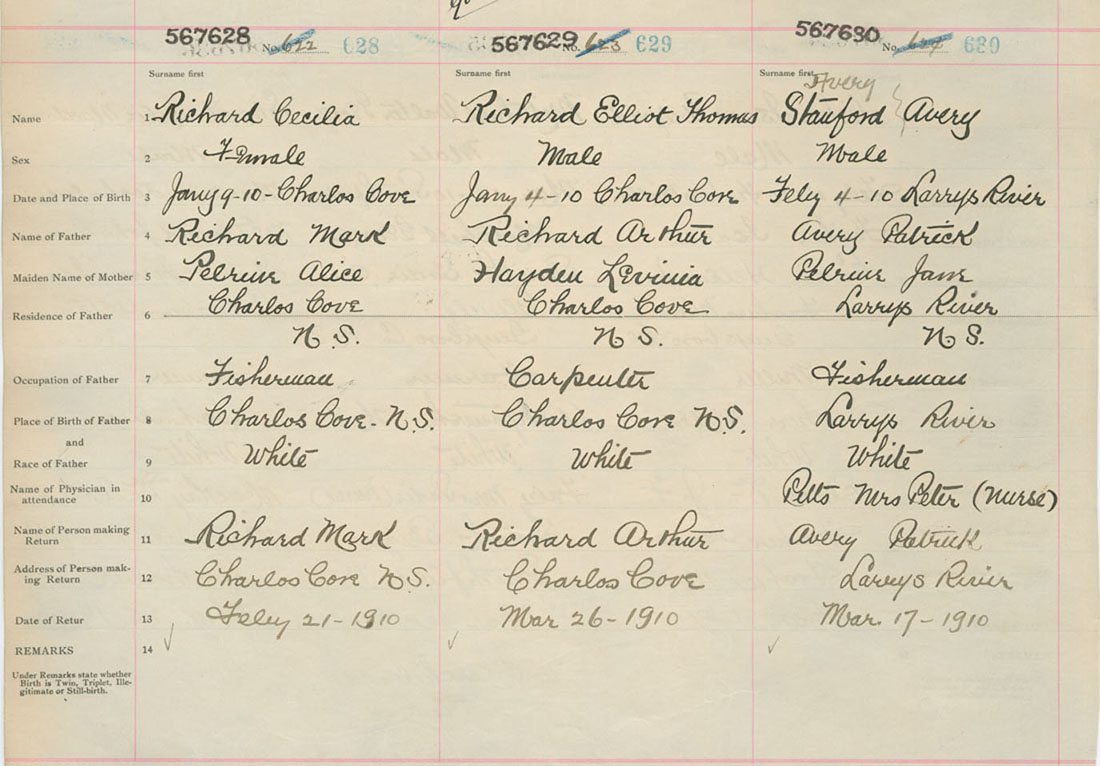 567628 No. 622 628 567629 No. 623 629 567630 No. 624 630
Surname first Surname first Surname first Avery
Name 1 Richard Cecilia Richard Elliot Thomas Stanford Avery
Sex 2 Female Male Male
Date and Place of Birth 3 Jany 9-10-Charlos Cove Jany 4-10 Charlos Cove Feby 4-10 Larrys River
Name of Father 4 Richard Mark Richard Arthur Avery Patrick
Maiden Name of Mother 5 Pelrine Alice Hayden Levinia Pelrine Jane
Residence of Father 6 Charlos Cove Charlos Cove Larrys River
N S. N S. N S.
Occupation of Father 7 Fisherman Carpenter Fisherman
Place of Birth of Father 8 Charlos Cove - N.S. Charlos Cove N.S. Larrys River
and
Race of Father 9 White White White
Name of Physician in
attendance 10 Pitts Mrs Peter (Nurse)
Name of Person making
Return 11 Richard Mark Richard Arthur Avery Patrick
Address of Person mak-
ing Return 12 Charlos Cove N S. Charlos Cove Larrys River
Date of Retur 13 Feby 21-1910 Mar 26-1910 Mar. 17-1910
REMARKS 14
Under Remarks state whether
Birth is Twin, Triplet, Ille-
gitimate or Still-birth.